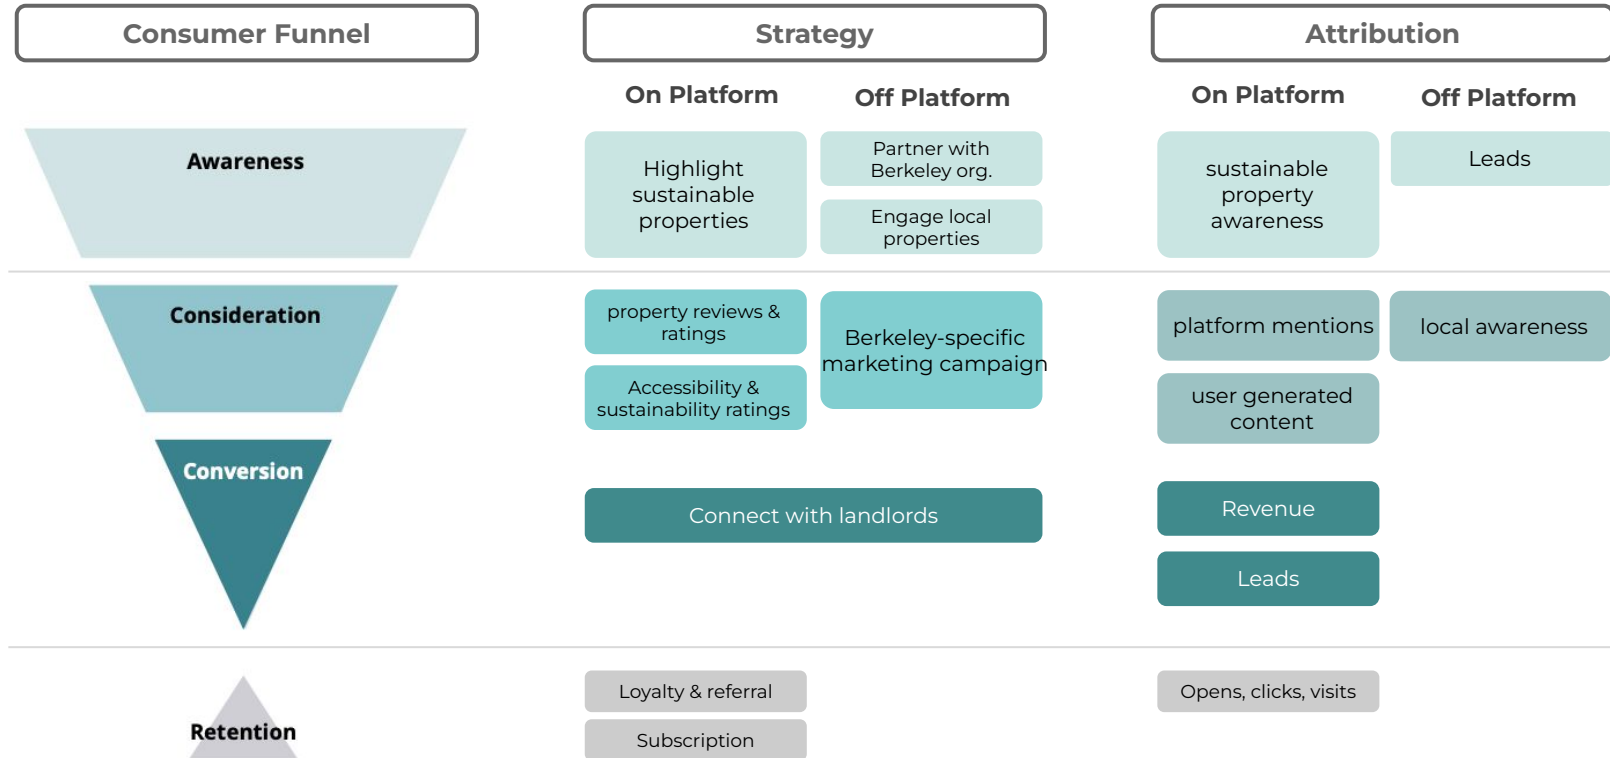 Consumer Funnel
Strategy
Attribution
On Platform
Off Platform
On Platform
Off Platform
Awareness
Highlight
sustainable
properties
Partner with
Berkeley org.
Engage local
properties
sustainable
property
awareness
Leads
Consideration
property reviews &
ratings
Accessibility &
sustainability ratings
Berkeley-specific
marketing campaign
platform mentions
user generated
content
local awareness
Conversion
Connect with landlords
Revenue
Leads
Retention
Loyalty & referral
Subscription
Opens, clicks, visits